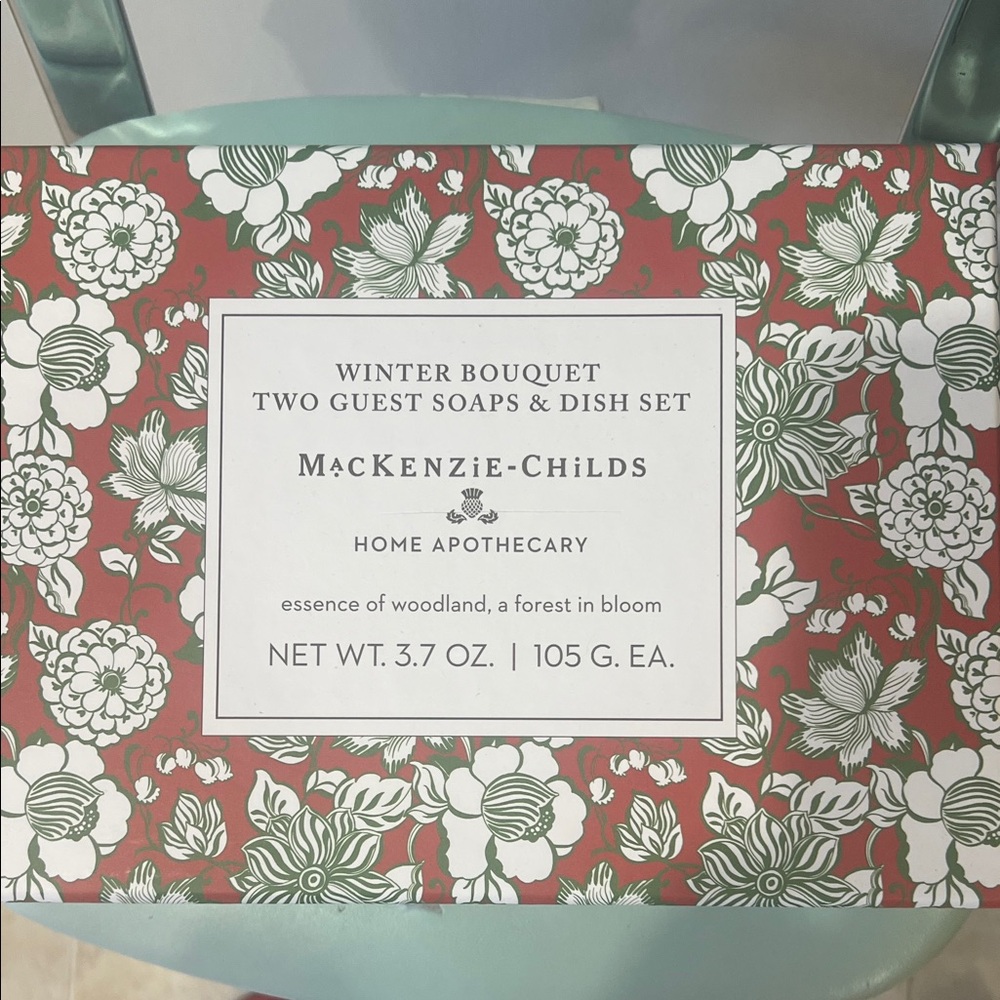 WINTER BOUQUET
TWO GUEST SOAPS & DISH SET
MACKENZiE-CHiLDS
HOME APOTHECARY
essence of woodland, a forest in bloom
NET WT. 3.7 OZ. | 105 G. EA.